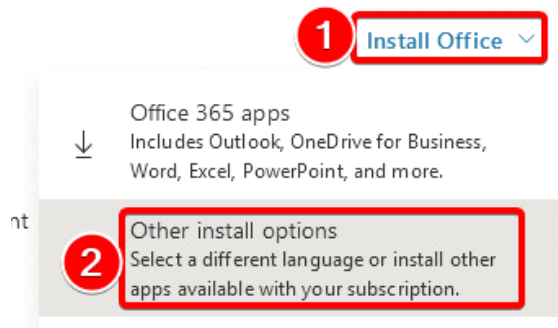 1
Install Office
Office 365 apps
Includes Outlook, OneDrive for Business,
Word, Excel, PowerPoint, and more.
nt
Other install options
2
Select a different language or install other
apps available with your subscription.